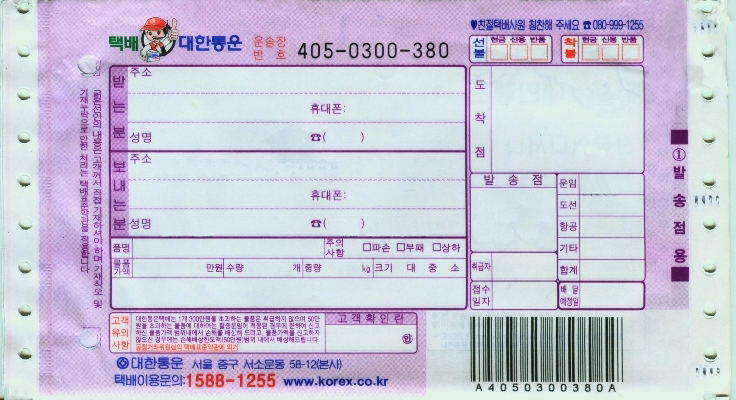 ♥친절택배사원 칭찬해 주세요 ☎ 080-999-1255
택배 대한통운 운송장번호 405-0300-380
선불 현금 신용 반품 착불 현금 신용 반품
받는분
주소
휴대폰:
성명 ☎( )
보내는분
주소
휴대폰:
성명 ☎( )
도착점
발송점
운임
도선
항공
기타
취급자 합계
접수일자 배달예정일
품명 주의사항 □파손 □부패 □상하
물품가액 만원 수량 개 중량 kg 크기 대 중 소
①발송점용
고객유의사항
고객확인란
인
대한통운 서울 중구 서소문동 58-12(본사)
택배이용문의:1588-1255 www.korex.co.kr
A4050300380A